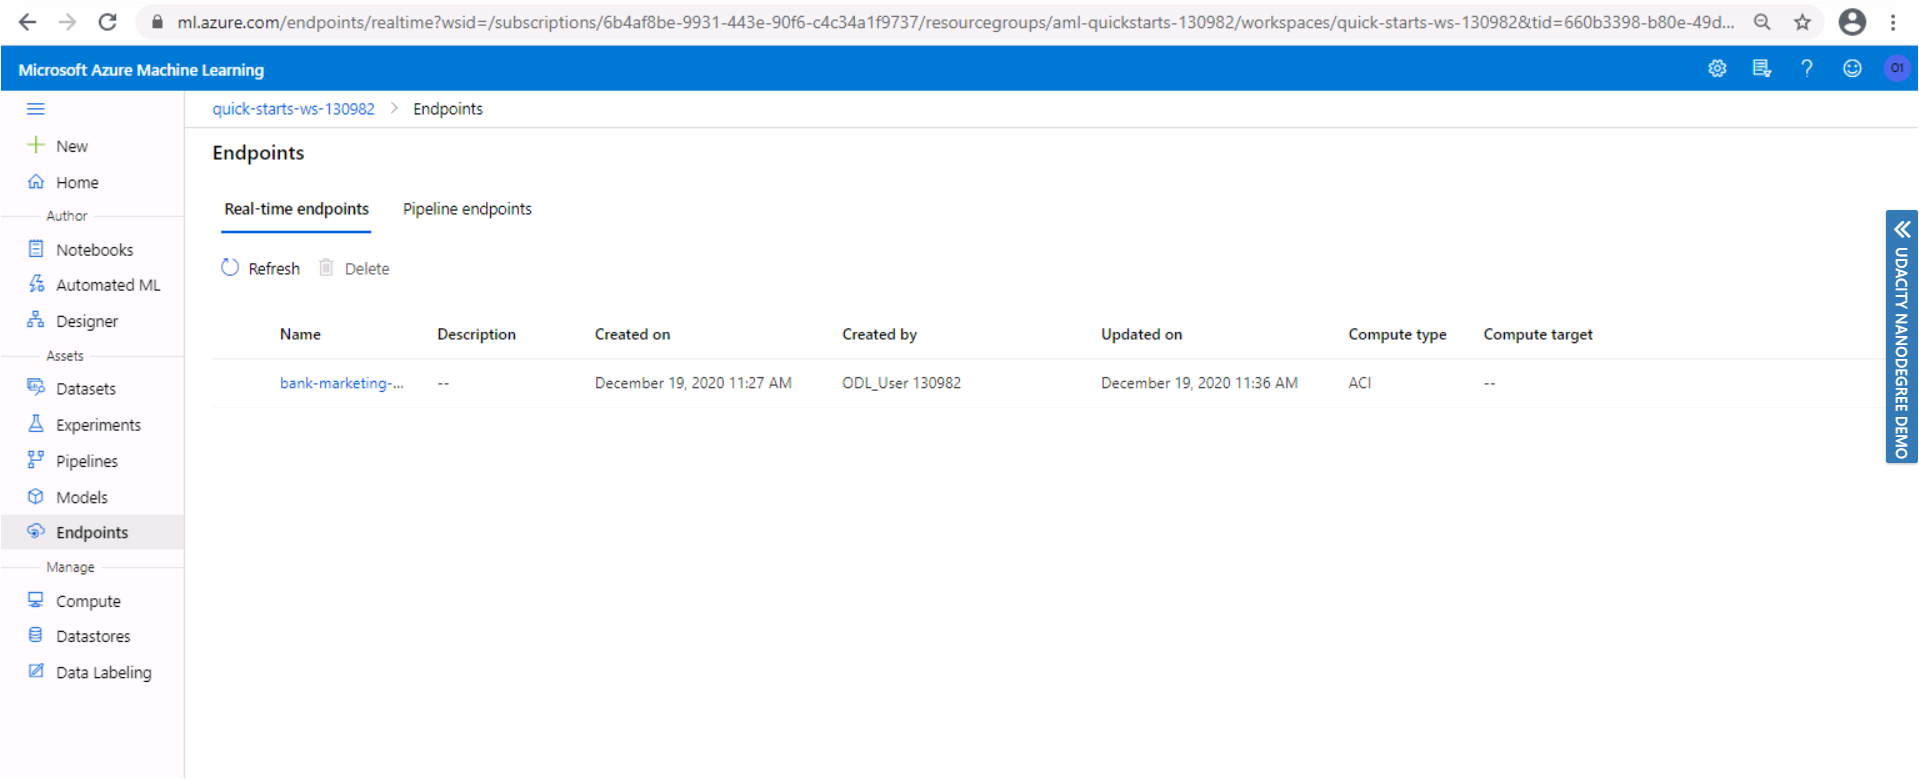 ml.azure.com/endpoints/realtime?wsid=/subscriptions/6b4af8be-9931-443e-90f6-c4c34a1f9737/resourcegroups/aml-quickstarts-130982/workspaces/quick-starts-ws-130982&tid=660b3398-b80e-49d...
Microsoft Azure Machine Learning
01
quick-starts-ws-130982 > Endpoints
New
Home
Author
Notebooks
Automated ML
Designer
Assets
Datasets
Experiments
Pipelines
Models
Endpoints
Manage
Compute
Datastores
Data Labeling
Endpoints
Real-time endpoints Pipeline endpoints
Refresh Delete
Name Description Created on Created by Updated on Compute type Compute target
bank-marketing-... -- December 19, 2020 11:27 AM ODL_User 130982 December 19, 2020 11:36 AM ACI --
UDACITY NANODEGREE DEMO